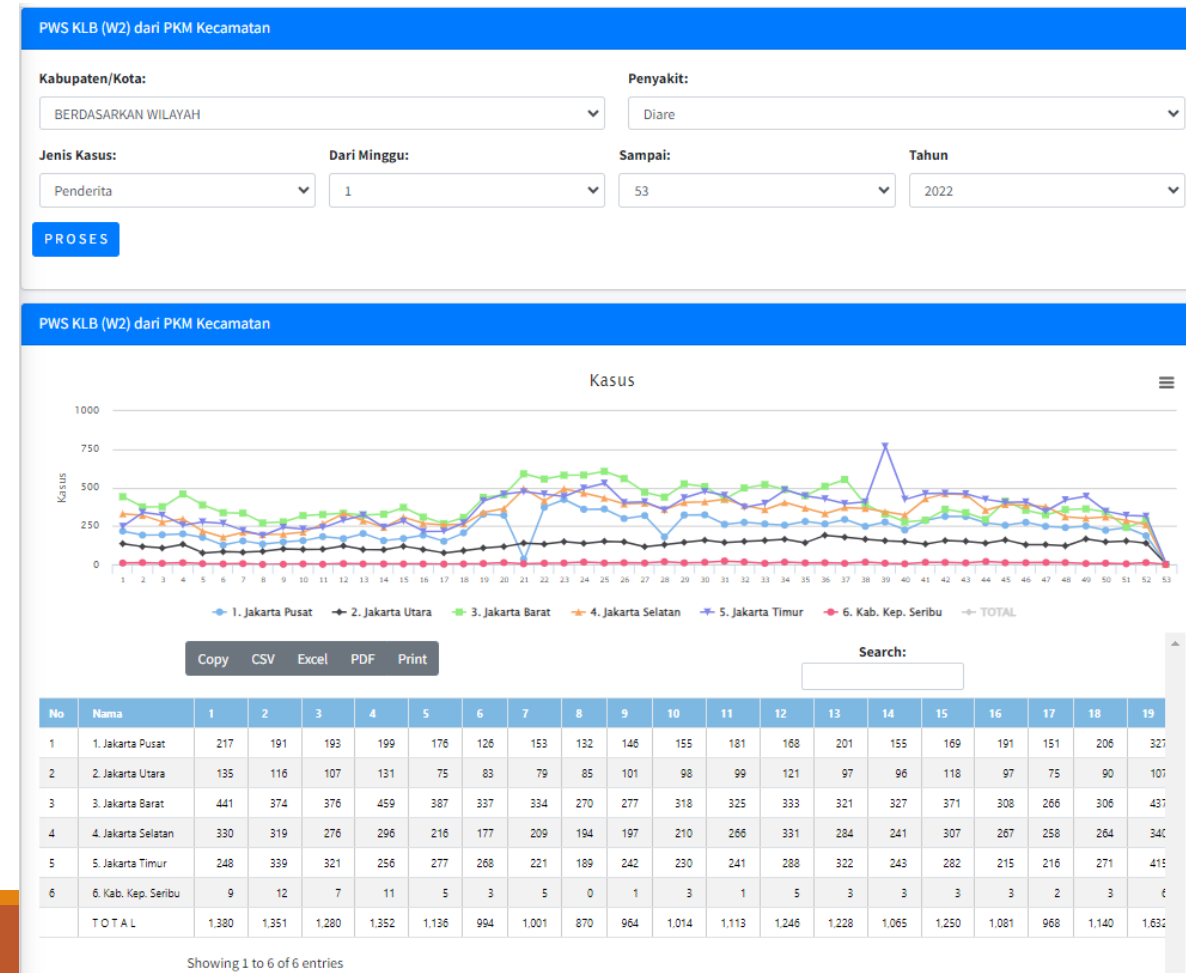 PWS KLB (W2) dari PKM Kecamatan
Kabupaten/Kota: Penyakit:
BERDASARKAN WILAYAH Diare
Jenis Kasus: Dari Minggu: Sampai: Tahun
Penderita 1 53 2022
PROSES
PWS KLB (W2) dari PKM Kecamatan
Kasus
1000
750
500
250
0
Kasus
1 2 3 4 5 6 7 8 9 10 11 12 13 14 15 16 17 18 19 20 21 22 23 24 25 26 27 28 29 30 31 32 33 34 35 36 37 38 39 40 41 42 43 44 45 46 47 48 49 50 51 52 53
1. Jakarta Pusat 2. Jakarta Utara 3. Jakarta Barat 4. Jakarta Selatan 5. Jakarta Timur 6. Kab. Kep. Seribu TOTAL
Copy CSV Excel PDF Print Search:
No Nama 1 2 3 4 5 6 7 8 9 10 11 12 13 14 15 16 17 18 19
1 1. Jakarta Pusat 217 191 193 199 176 126 153 132 146 155 181 168 201 155 169 191 151 206 327
2 2. Jakarta Utara 135 116 107 131 75 83 79 85 101 98 99 121 97 96 118 97 75 90 107
3 3. Jakarta Barat 441 374 376 459 387 337 334 270 277 318 325 333 321 327 371 308 266 306 437
4 4. Jakarta Selatan 330 319 276 296 216 177 209 194 197 210 266 331 284 241 307 267 258 264 340
5 5. Jakarta Timur 248 339 321 256 277 268 221 189 242 230 241 288 322 243 282 215 216 271 415
6 6. Kab. Kep. Seribu 9 12 7 11 5 3 5 0 1 3 1 5 3 3 3 3 2 3 6
TOTAL 1,380 1,351 1,280 1,352 1,136 994 1,001 870 964 1,014 1,113 1,246 1,228 1,065 1,250 1,081 968 1,140 1,632
Showing 1 to 6 of 6 entries